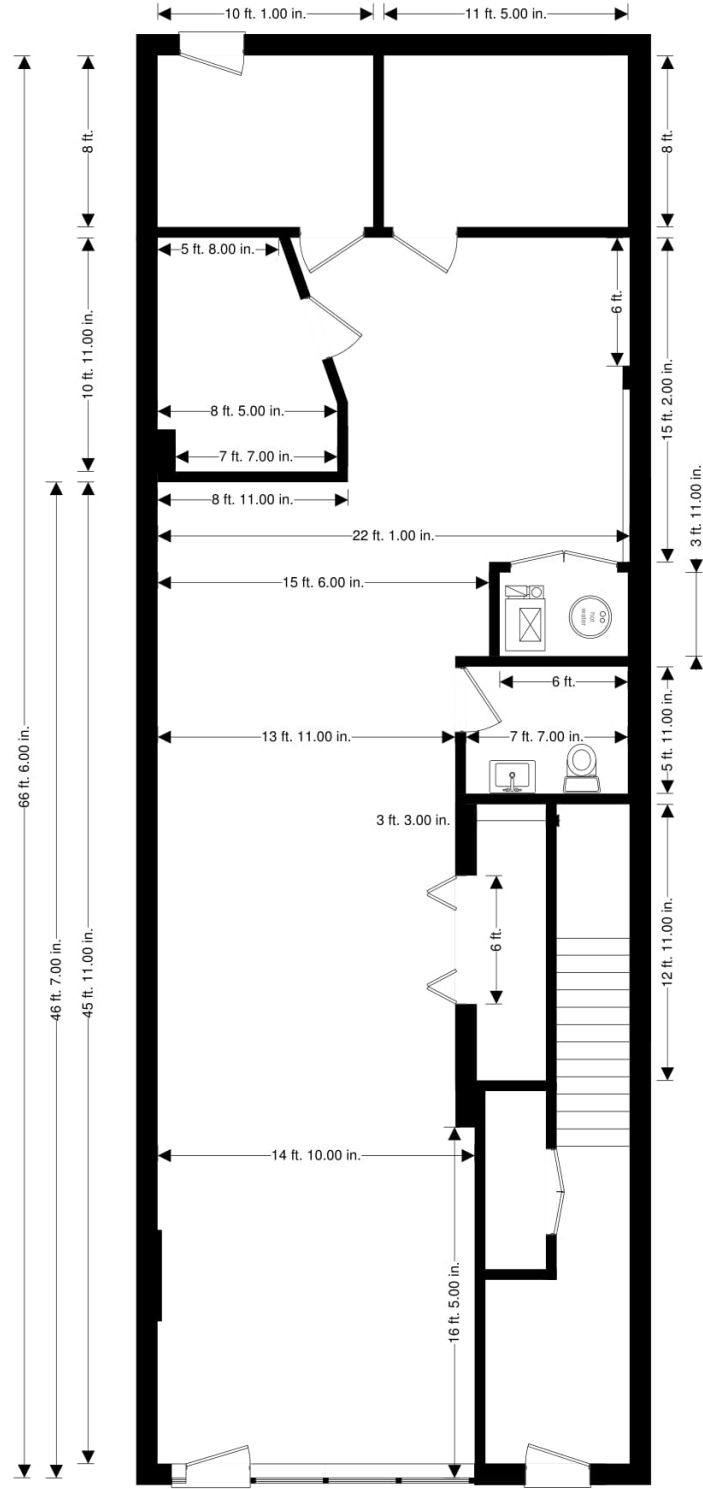 10 ft. 1.00 in.
11 ft. 5.00 in.
8 ft.
8 ft.
5 ft. 8.00 in.
6 ft.
10 ft. 11.00 in.
15 ft. 2.00 in.
8 ft. 5.00 in.
7 ft. 7.00 in.
8 ft. 11.00 in.
22 ft. 1.00 in.
3 ft. 11.00 in.
15 ft. 6.00 in.
hot
water
6 ft.
5 ft. 11.00 in.
13 ft. 11.00 in.
7 ft. 7.00 in.
66 ft. 6.00 in.
3 ft. 3.00 in.
6 ft.
12 ft. 11.00 in.
46 ft. 7.00 in.
45 ft. 11.00 in.
14 ft. 10.00 in.
16 ft. 5.00 in.